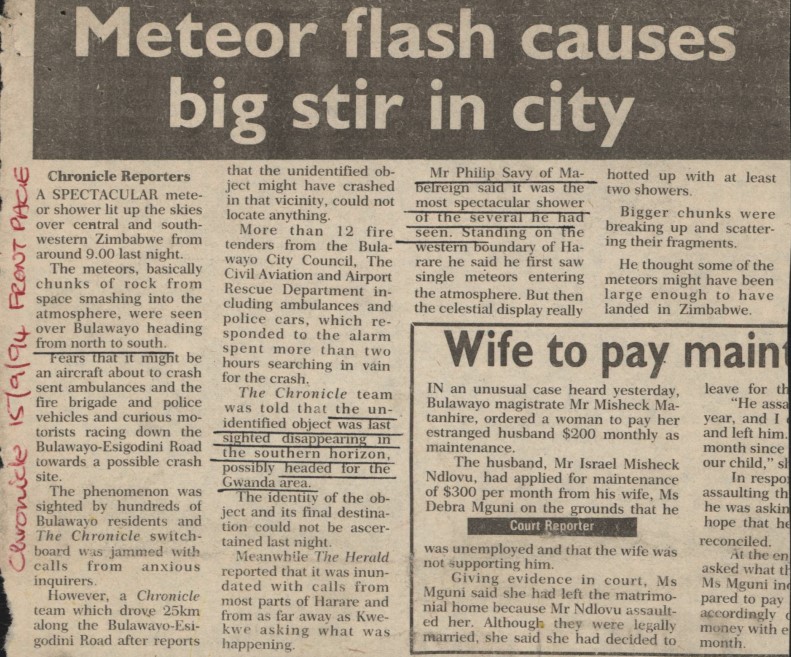 Meteor flash causes
big stir in city
Chronicle 15/9/94 FRONT PAGE
Chronicle Reporters
A SPECTACULAR mete-
or shower lit up the skies
over central and south-
western Zimbabwe from
around 9.00 last night.
The meteors, basically
chunks of rock from
space smashing into the
atmosphere, were seen
over Bulawayo heading
from north to south.
Fears that it might be
an aircraft about to crash
sent ambulances and the
fire brigade and police
vehicles and curious mo-
torists racing down the
Bulawayo-Esigodini Road
towards a possible crash
site.
The phenomenon was
sighted by hundreds of
Bulawayo residents and
The Chronicle switch-
board was jammed with
calls from anxious
inquirers.
However, a Chronicle
team which drove 25km
along the Bulawayo-Esi-
godini Road after reports
that the unidentified ob-
ject might have crashed
in that vicinity, could not
locate anything.
More than 12 fire
tenders from the Bula-
wayo City Council, The
Civil Aviation and Airport
Rescue Department in-
cluding ambulances and
police cars, which re-
sponded to the alarm
spent more than two
hours searching in vain
for the crash.
The Chronicle team
was told that the un-
identified object was last
sighted disappearing in
the southern horizon,
possibly headed for the
Gwanda area.
The identity of the ob-
ject and its final destina-
tion could not be ascer-
tained last night.
Meanwhile The Herald
reported that it was inun-
dated with calls from
most parts of Harare and
from as far away as Kwe-
kwe asking what was
happening.
Mr Philip Savy of Ma-
belreign said it was the
most spectacular shower
of the several he had
seen. Standing on the
western boundary of Ha-
rare he said he first saw
single meteors entering
the atmosphere. But then
the celestial display really
hotted up with at least
two showers.
Bigger chunks were
breaking up and scatter-
ing their fragments.
He thought some of the
meteors might have been
large enough to have
landed in Zimbabwe.
Wife to pay maint
IN an unusual case heard yesterday,
Bulawayo magistrate Mr Misheck Ma-
tanhire, ordered a woman to pay her
estranged husband $200 monthly as
maintenance.
The husband, Mr Israel Misheck
Ndlovu, had applied for maintenance
of $300 per month from his wife, Ms
Debra Mguni on the grounds that he
Court Reporter
was unemployed and that the wife was
not supporting him.
Giving evidence in court, Ms
Mguni said she had left the matrimo-
nial home because Mr Ndlovu assault-
ed her. Although they were legally
married, she said she had decided to
leave for th
"He assa
year, and I
and left him.
month since
our child," sh
In respo
assaulting th
he was askin
hope that he
reconciled.
At the en
asked what th
Ms Mguni in
pared to pay
accordingly
money with e
month.